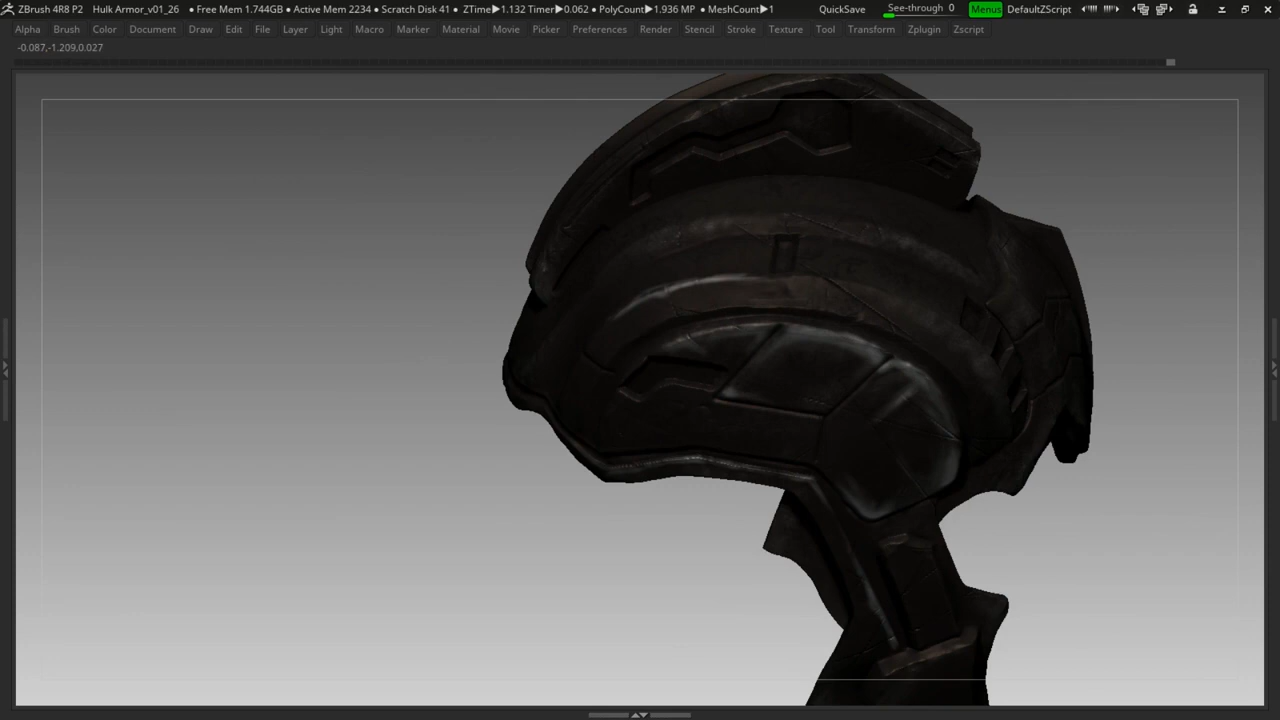 ZBrush 4R8 P2 Hulk Armor_v01_26 ● Free Mem 1.744GB ● Active Mem 2234 ● Scratch Disk 41 ● ZTime▶1.132 Timer▶0.062 ● PolyCount▶1.936 MP ● MeshCount▶1 QuickSave See-through 0 Menus DefaultZScript
Alpha Brush Color Document Draw Edit File Layer Light Macro Marker Material Movie Picker Preferences Render Stencil Stroke Texture Tool Transform Zplugin Zscript
-0.087,-1.209,0.027